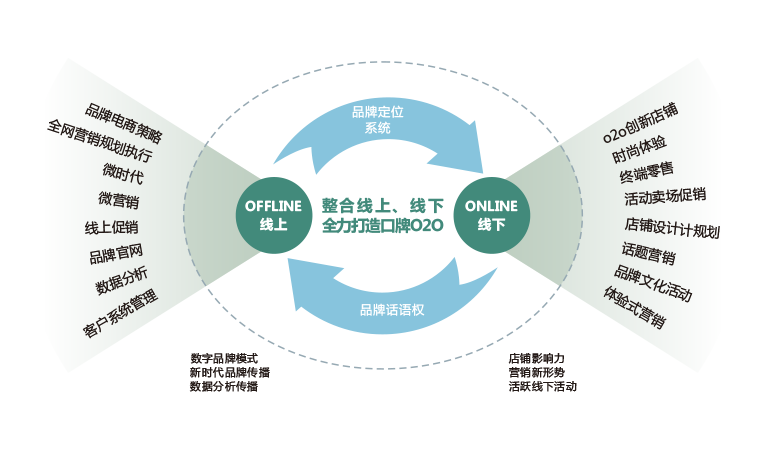 品牌电商策略
全网营销规划执行
微时代
微营销
线上促销
品牌官网
数据分析
客户系统管理
OFFLINE
线上
品牌定位
系统
整合线上、线下
全力打造口牌O2O
品牌话语权
ONLINE
线下
o2o创新店铺
时尚体验
终端零售
活动卖场促销
店铺设计计规划
话题营销
品牌文化活动
体验式营销
数字品牌模式
新时代品牌传播
数据分析传播
店铺影响力
营销新形势
活跃线下活动